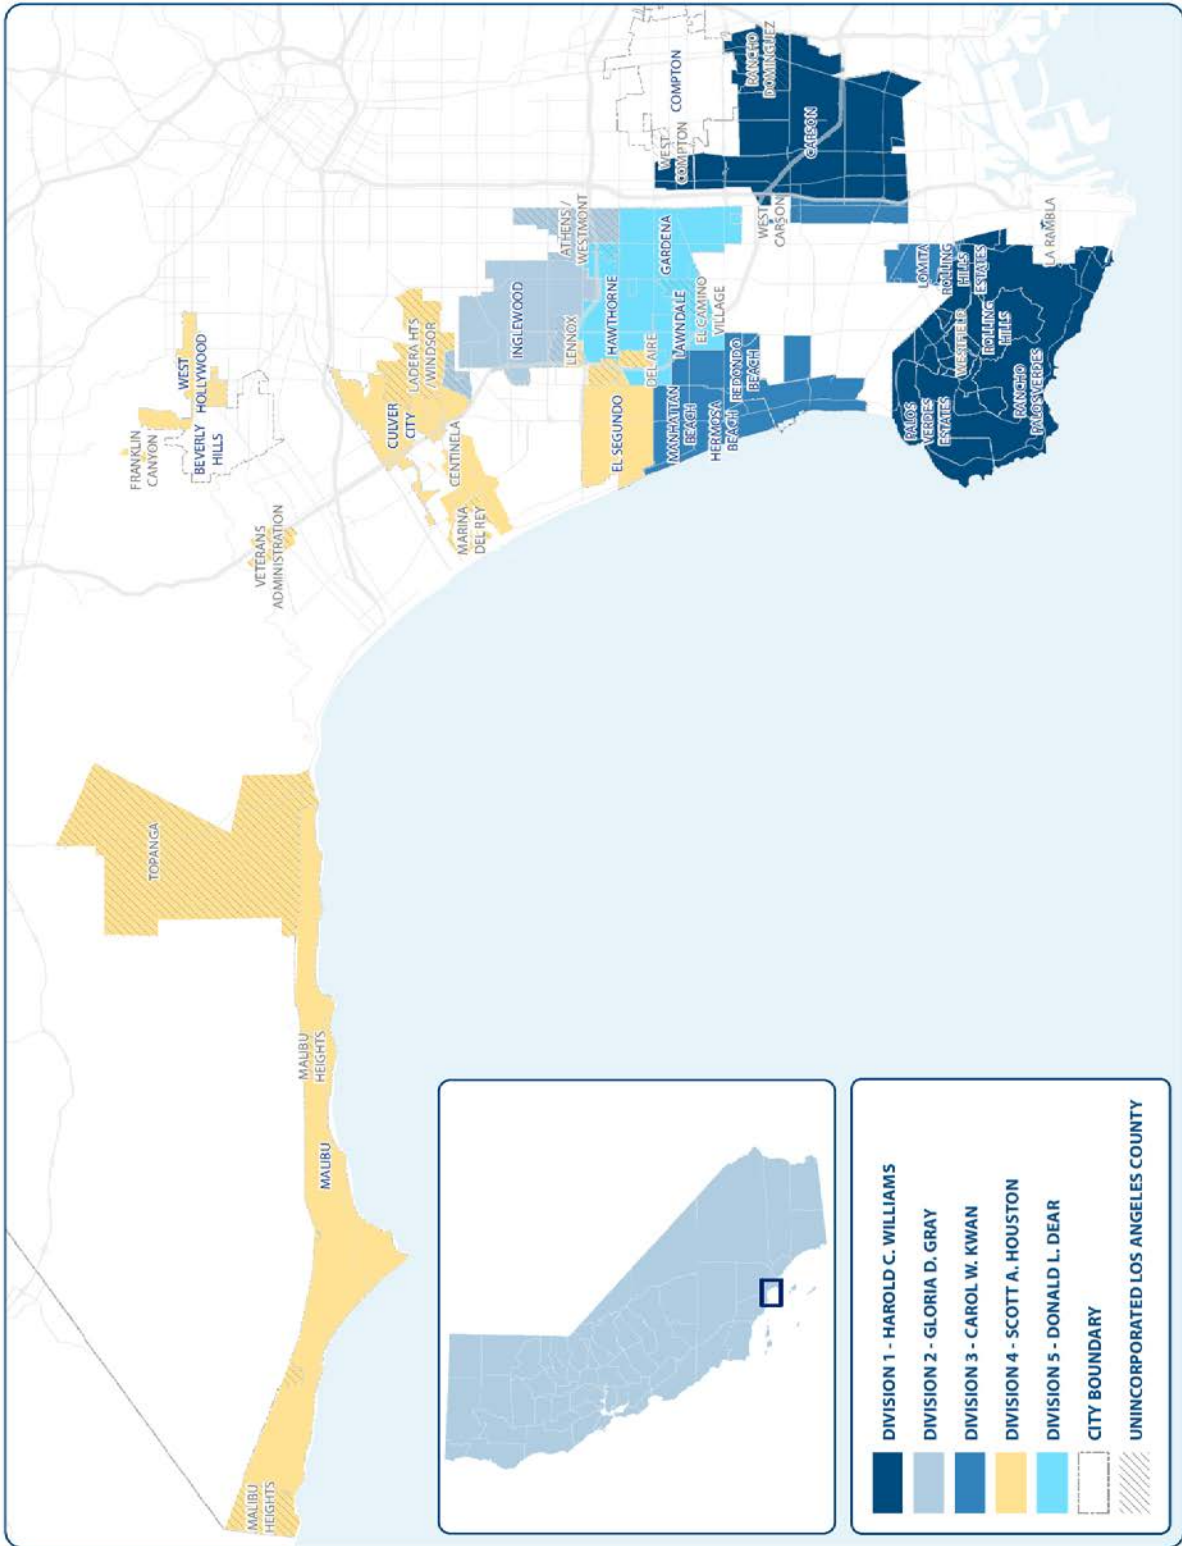 MALIBU
HEIGHTS
MALIBU
MALIBU
HEIGHTS
TOPANGA
VETERANS
ADMINISTRATION
FRANKLIN
CANYON
BEVERLY
HILLS
WEST
HOLLYWOOD
CULVER
CITY
LADERA HTS
/ WINDSOR
CENTINELA
MARINA
DEL REY
INGLEWOOD
ATHENS /
WESTMONT
LENNOX
HAWTHORNE
EL SEGUNDO
DEL AIRE
LAWNDALE
GARDENA
EL CAMINO
VILLAGE
MANHATTAN
BEACH
HERMOSA
BEACH
REDONDO
BEACH
WEST
COMPTON
COMPTON
RANCHO
DOMINGUEZ
CARSON
WEST
CARSON
LOMITA
ROLLING
HILLS
ESTATES
PALOS
VERDES
ESTATES
WESTFIELD
ROLLING
HILLS
RANCHO
PALOS VERDES
LA RAMBLA
DIVISION 1 - HAROLD C. WILLIAMS
DIVISION 2 - GLORIA D. GRAY
DIVISION 3 - CAROL W. KWAN
DIVISION 4 - SCOTT A. HOUSTON
DIVISION 5 - DONALD L. DEAR
CITY BOUNDARY
UNINCORPORATED LOS ANGELES COUNTY